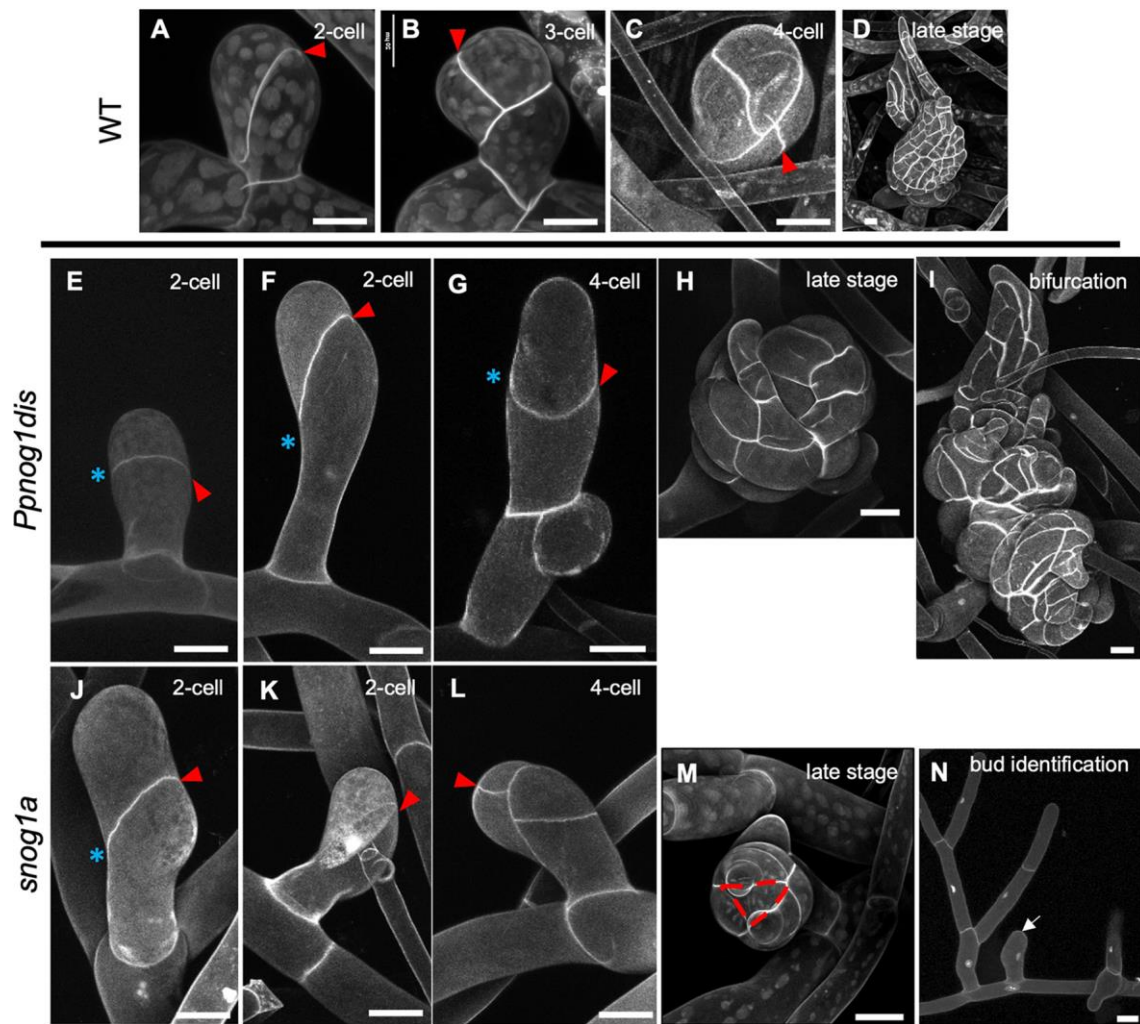 A 2-cell
B 3-cell
C 4-cell
D late stage
WT
E 2-cell
F 2-cell
G 4-cell
H late stage
I bifurcation
Ppnog1dis
*
*
*
J 2-cell
K 2-cell
L 4-cell
M late stage
N bud identification
snog1a
*